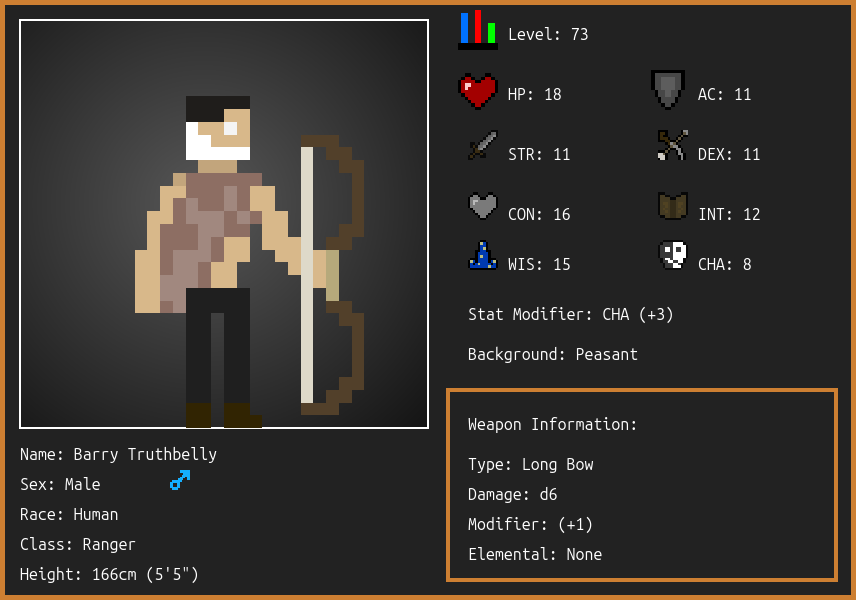 Level: 73
HP: 18
AC: 11
STR: 11
DEX: 11
CON: 16
INT: 12
WIS: 15
CHA: 8
Stat Modifier: CHA (+3)
Background: Peasant
Weapon Information:
Type: Long Bow
Damage: d6
Modifier: (+1)
Elemental: None
Name: Barry Truthbelly
Sex: Male
Race: Human
Class: Ranger
Height: 166cm (5'5")